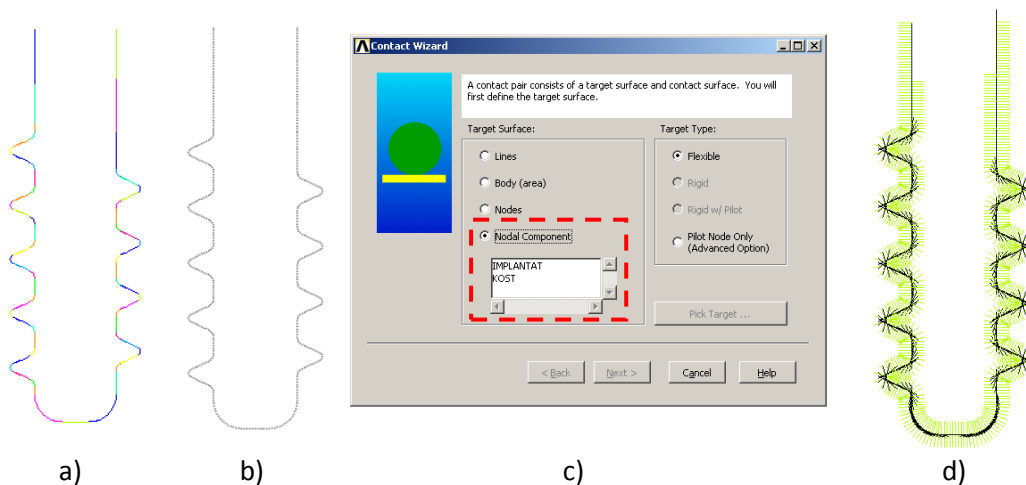 Contact Wizard
A contact pair consists of a target surface and contact surface.  You will
first define the target surface.
Target Surface:
Target Type:
Lines
Body (area)
Nodes
Nodal Component
IMPLANTAT
KOST
Flexible
Rigid
Rigid w/ Pilot
Pilot Node Only
(Advanced Option)
Pick Target ...
< Back
Next >
Cancel
Help
a)
b)
c)
d)